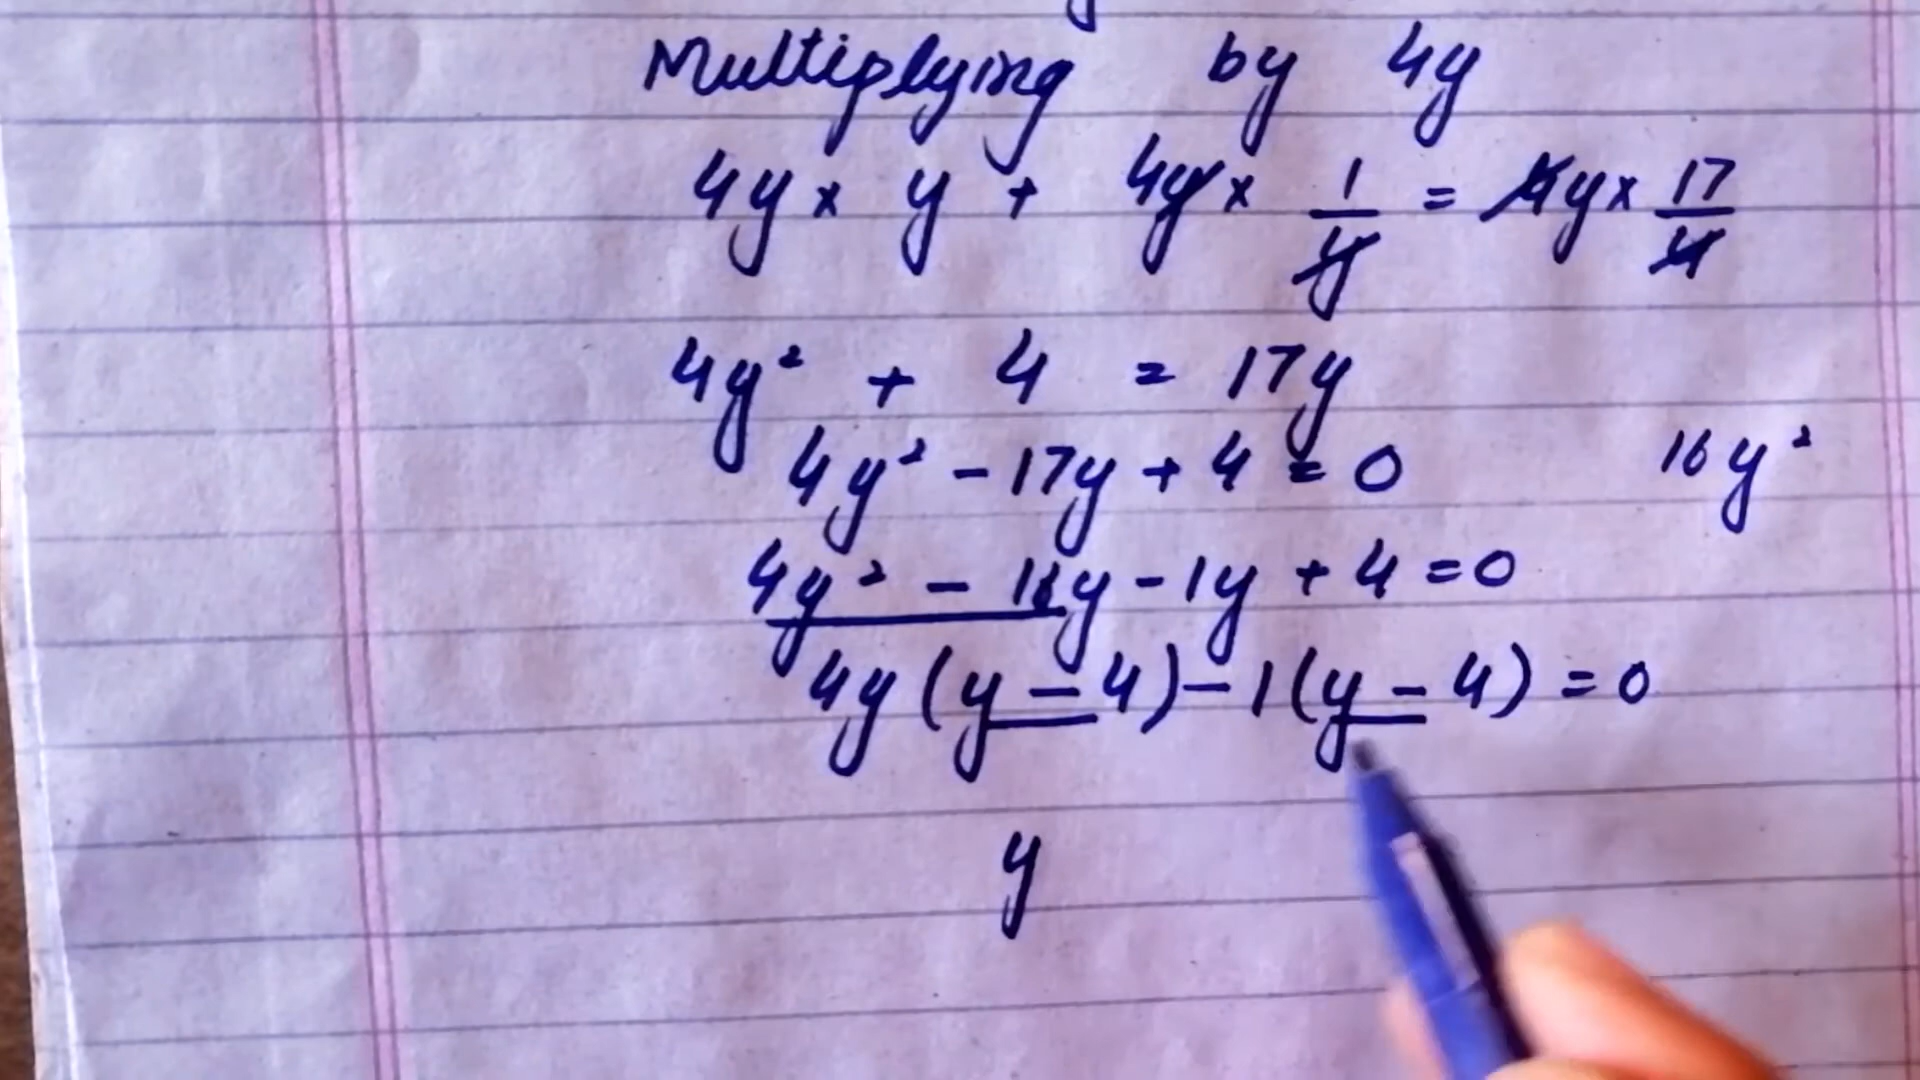 Multiplying by 4y
4y × y + 4y × 1/y = 4y × 17/4
4y² + 4 = 17y
4y² - 17y + 4 = 0
16y²
4y² - 16y - 1y + 4 = 0
4y (y - 4) - 1 (y - 4) = 0
y